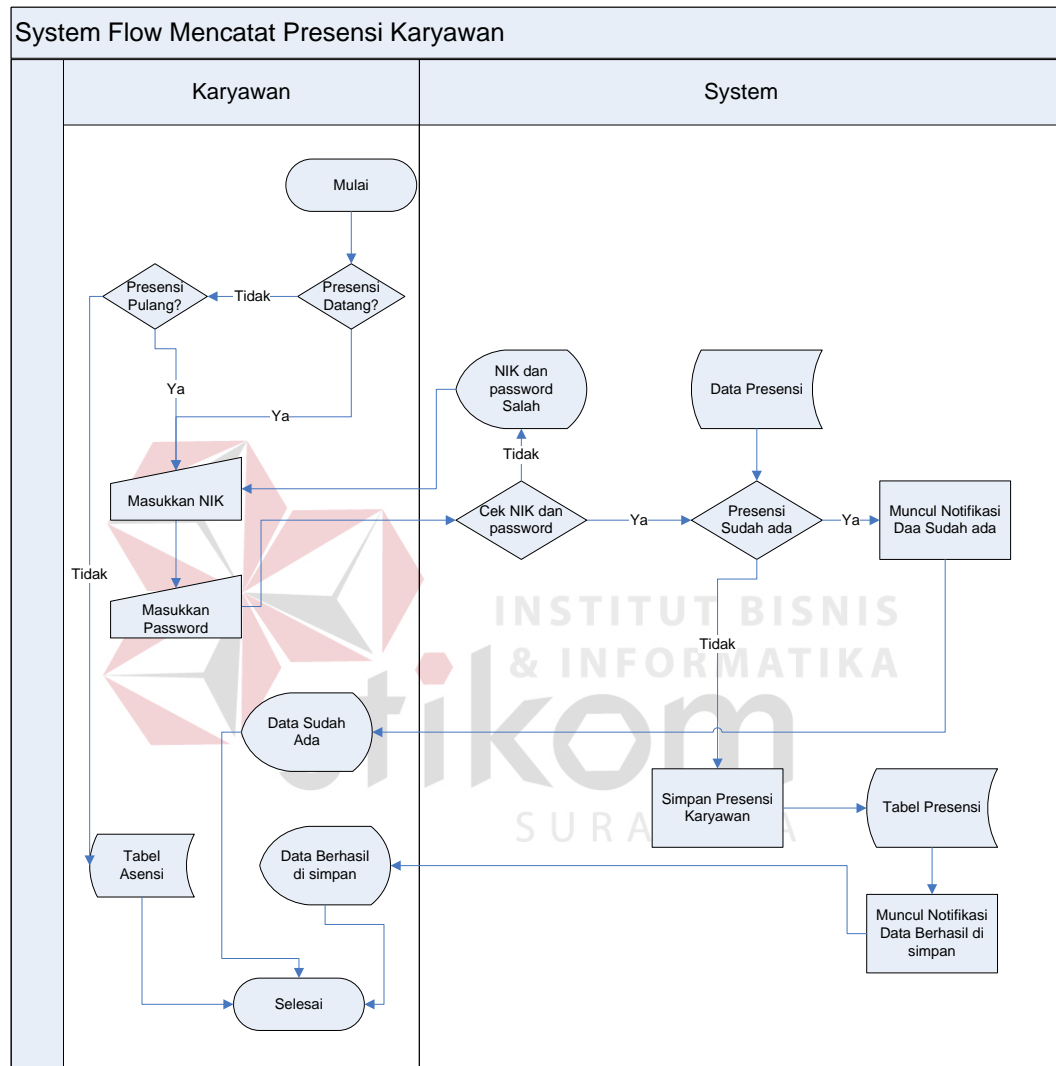 System Flow Mencatat Presensi Karyawan
Karyawan
System
Mulai
Presensi
Pulang?
Tidak
Presensi
Datang?
Ya
Ya
NIK dan
password
Salah
Data Presensi
Tidak
Masukkan NIK
Cek NIK dan
password
Ya
Presensi
Sudah ada
Ya
Muncul Notifikasi
Daa Sudah ada
Tidak
Masukkan
Password
Tidak
INSTITUT BISNIS
& INFORMATIKA
stikom
SURABAYA
Data Sudah
Ada
Simpan Presensi
Karyawan
Tabel Presensi
Tabel
Asensi
Data Berhasil
di simpan
Muncul Notifikasi
Data Berhasil di
simpan
Selesai